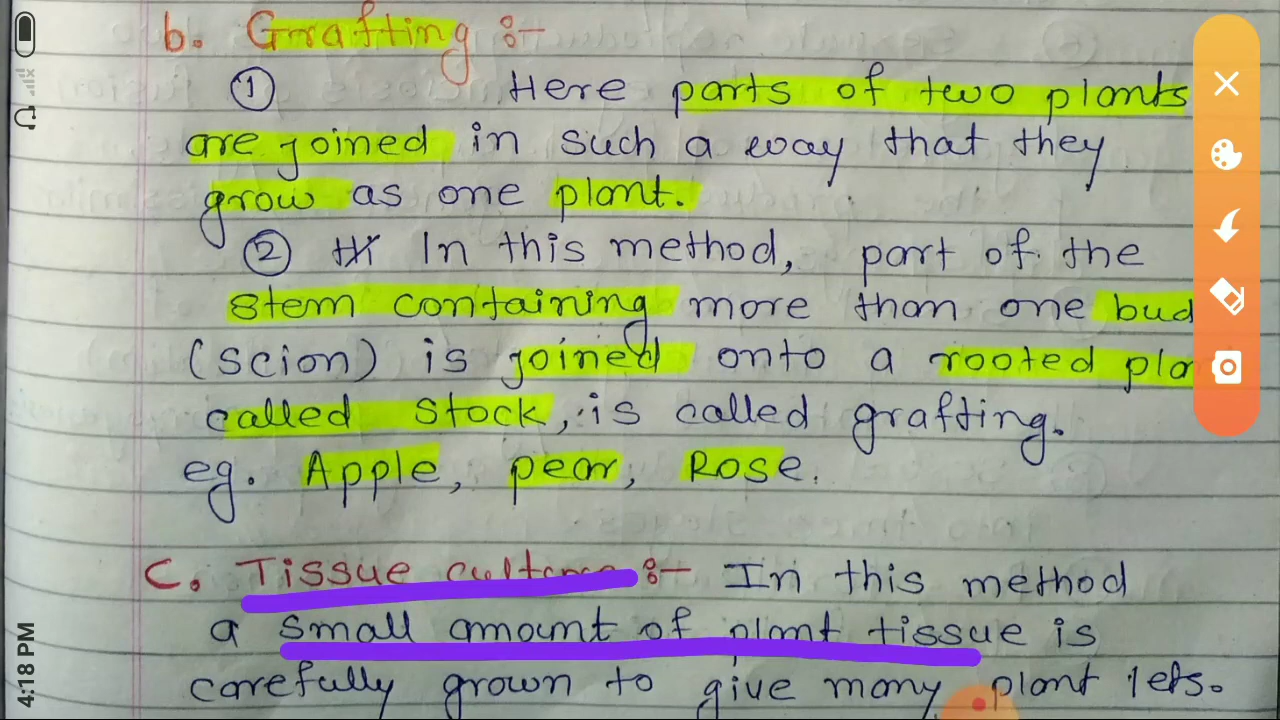 b. Grafting :-
① Here parts of two plants
are joined in such a way that they
grow as one plant.
② In this method, part of the
stem containing more than one bud
(scion) is joined onto a rooted
called stock, is called grafting.
eg. Apple, pear, Rose.
C. Tissue culture :- In this method
a small amount of plant tissue is
carefully grown to give many plant lets.
4:18 PM